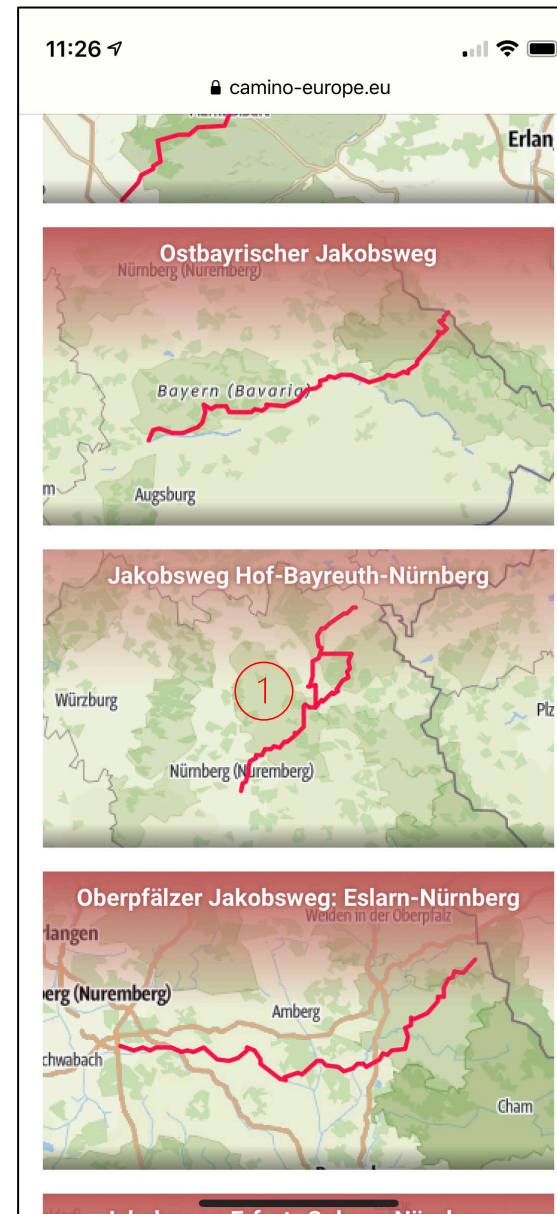 11:26
camino-europe.eu
Erlan
Ostbayrischer Jakobsweg
Nürnberg (Nuremberg)
Bayern (Bavaria)
m
Augsburg
Jakobsweg Hof-Bayreuth-Nürnberg
1
Würzburg
Plz
Nürnberg (Nuremberg)
Oberpfälzer Jakobsweg: Eslarn-Nürnberg
Weiden in der Oberpfalz
langen
erg (Nuremberg)
Amberg
chwabach
Cham